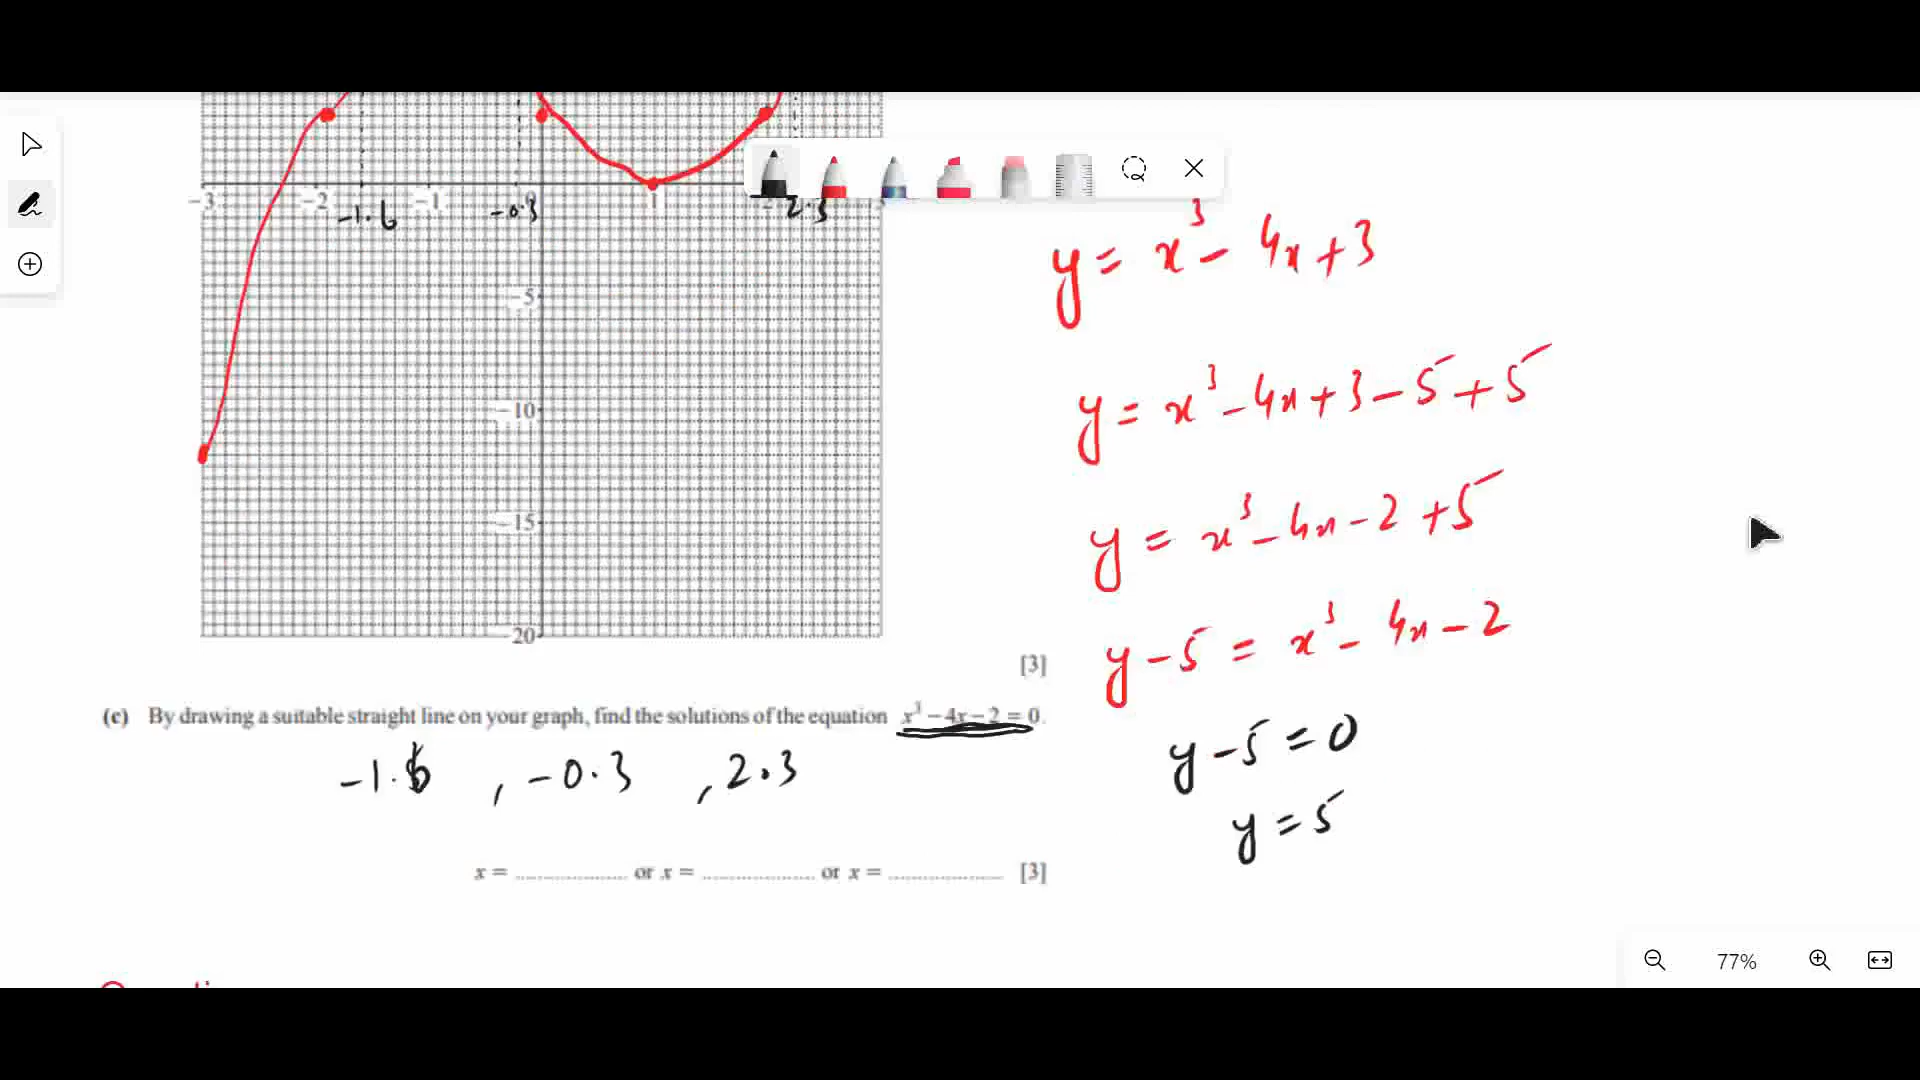 -3 -2 -1.6 -1 -0.3 0 1 2.3
y = x³ - 4x + 3
-5
y = x³ - 4x + 3 - 5 + 5
-10
y = x³ - 4x - 2 + 5
-15
y - 5 = x³ - 4x - 2
-20
[3]
(c) By drawing a suitable straight line on your graph, find the solutions of the equation x³ - 4x - 2 = 0.
y - 5 = 0
-1.6 , -0.3 , 2.3
y = 5
x = .................... or x = .................... or x = .................... [3]
77%